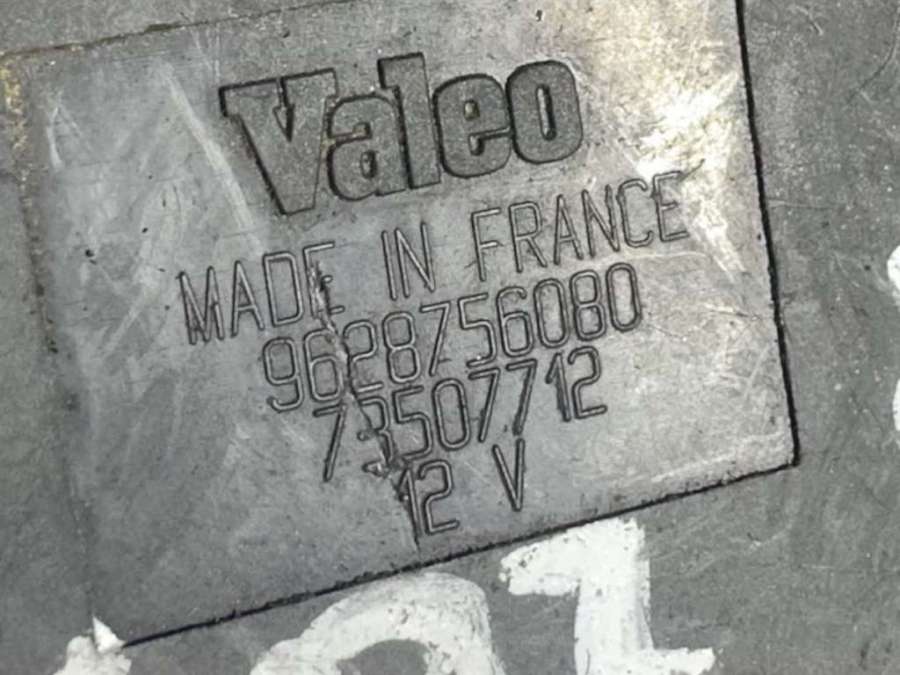 Valeo
MADE IN FRANCE
9628756080
73507712
12 V